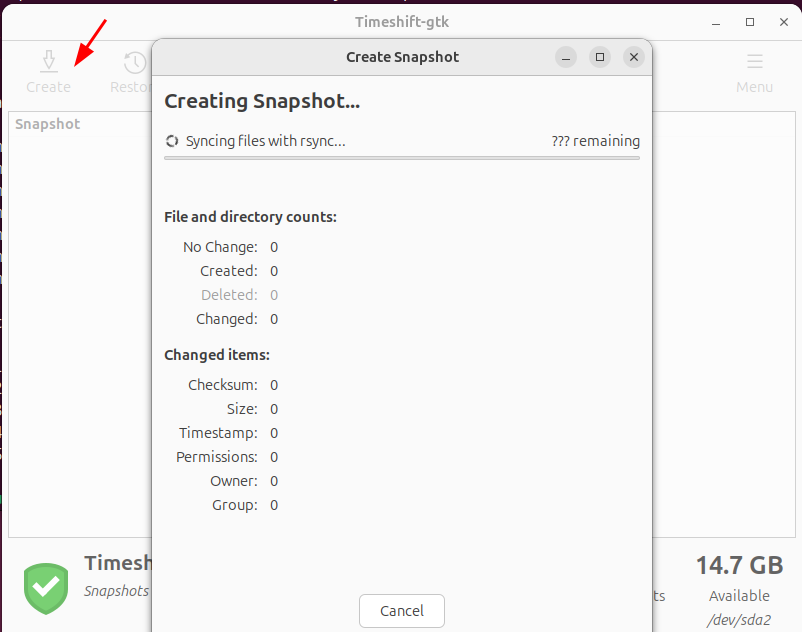 Timeshift-gtk
Create Snapshot
Create
Restor
Menu
Creating Snapshot...
Snapshot
Syncing files with rsync... ??? remaining
File and directory counts:
No Change: 0
Created: 0
Deleted: 0
Changed: 0
Changed items:
Checksum: 0
Size: 0
Timestamp: 0
Permissions: 0
Owner: 0
Group: 0
Timesh
Snapshots
Cancel
ts
14.7 GB
Available
/dev/sda2